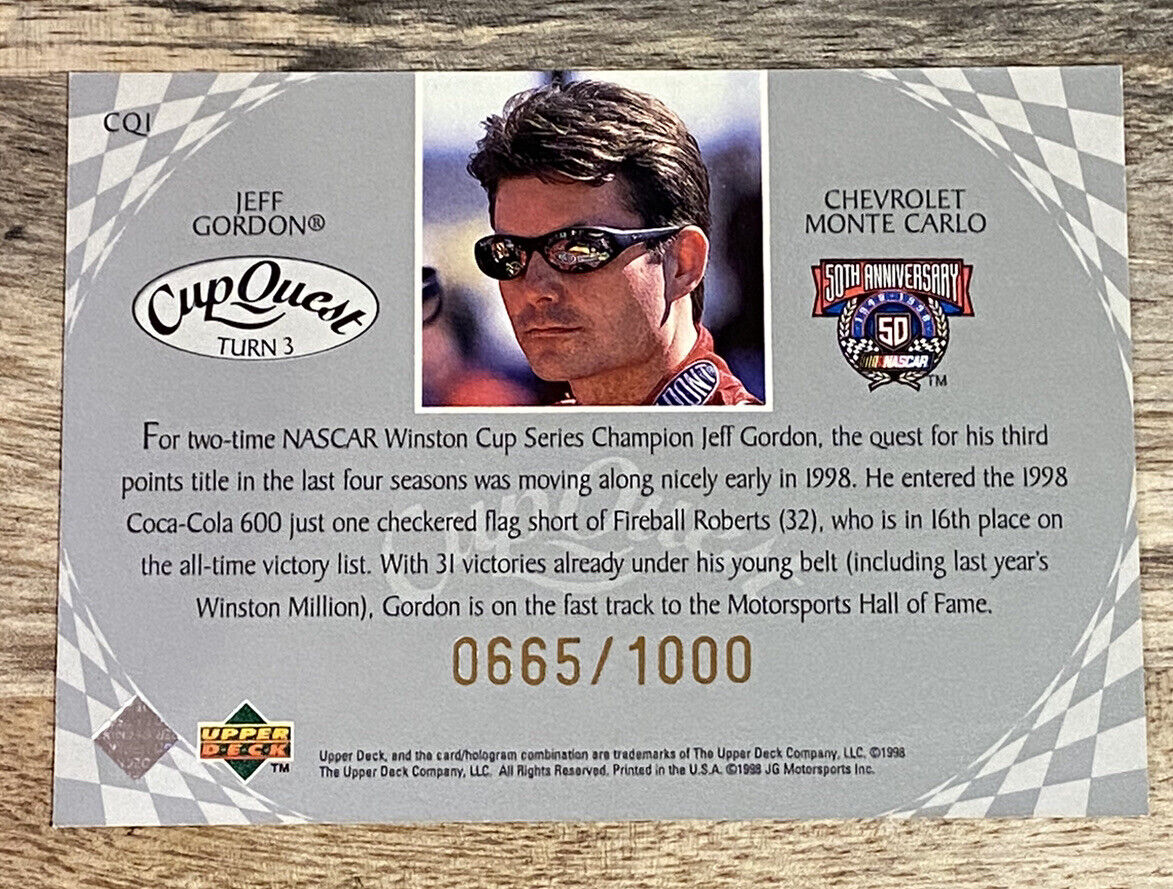 CQ1
JEFF
GORDON®
CupQuest
TURN 3
CHEVROLET
MONTE CARLO
50TH ANNIVERSARY
1948-1998
50
NASCAR
TM
For two-time NASCAR Winston Cup Series Champion Jeff Gordon, the quest for his third
points title in the last four seasons was moving along nicely early in 1998. He entered the 1998
Coca-Cola 600 just one checkered flag short of Fireball Roberts (32), who is in 16th place on
the all-time victory list. With 31 victories already under his young belt (including last year's
Winston Million), Gordon is on the fast track to the Motorsports Hall of Fame.
CupQuest
0665/1000
UPPER
DECK
TM
Upper Deck, and the card/hologram combination are trademarks of The Upper Deck Company, LLC. ©1998
The Upper Deck Company, LLC. All Rights Reserved. Printed in the U.S.A. ©1998 JG Motorsports Inc.